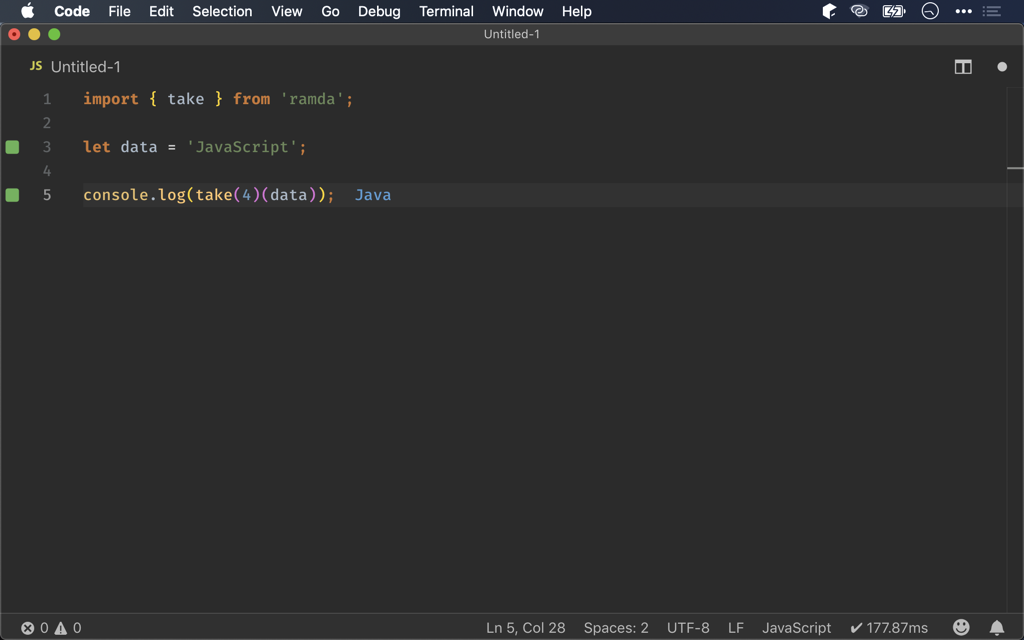 Code File Edit Selection View Go Debug Terminal Window Help
Untitled-1
JS Untitled-1
1 import { take } from 'ramda';
2
3 let data = 'JavaScript';
4
5 console.log(take(4)(data)); Java
0 0 Ln 5, Col 28 Spaces: 2 UTF-8 LF JavaScript ✔ 177.87ms